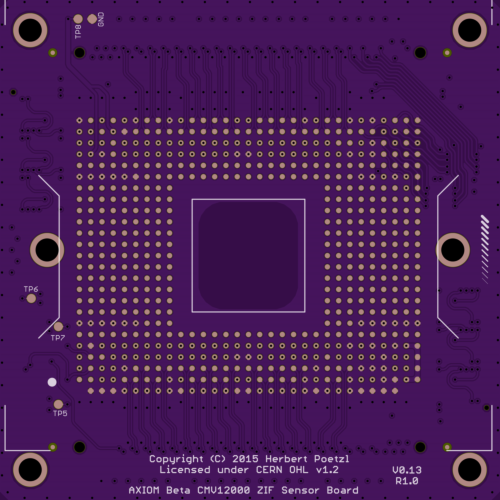 TP8
GND
TP6
TP7
TP5
Copyright (C) 2015 Herbert Poetzl
Licensed under CERN OHL v1.2
V0.13
R1.0
AXIOM Beta CMV12000 ZIF Sensor Board